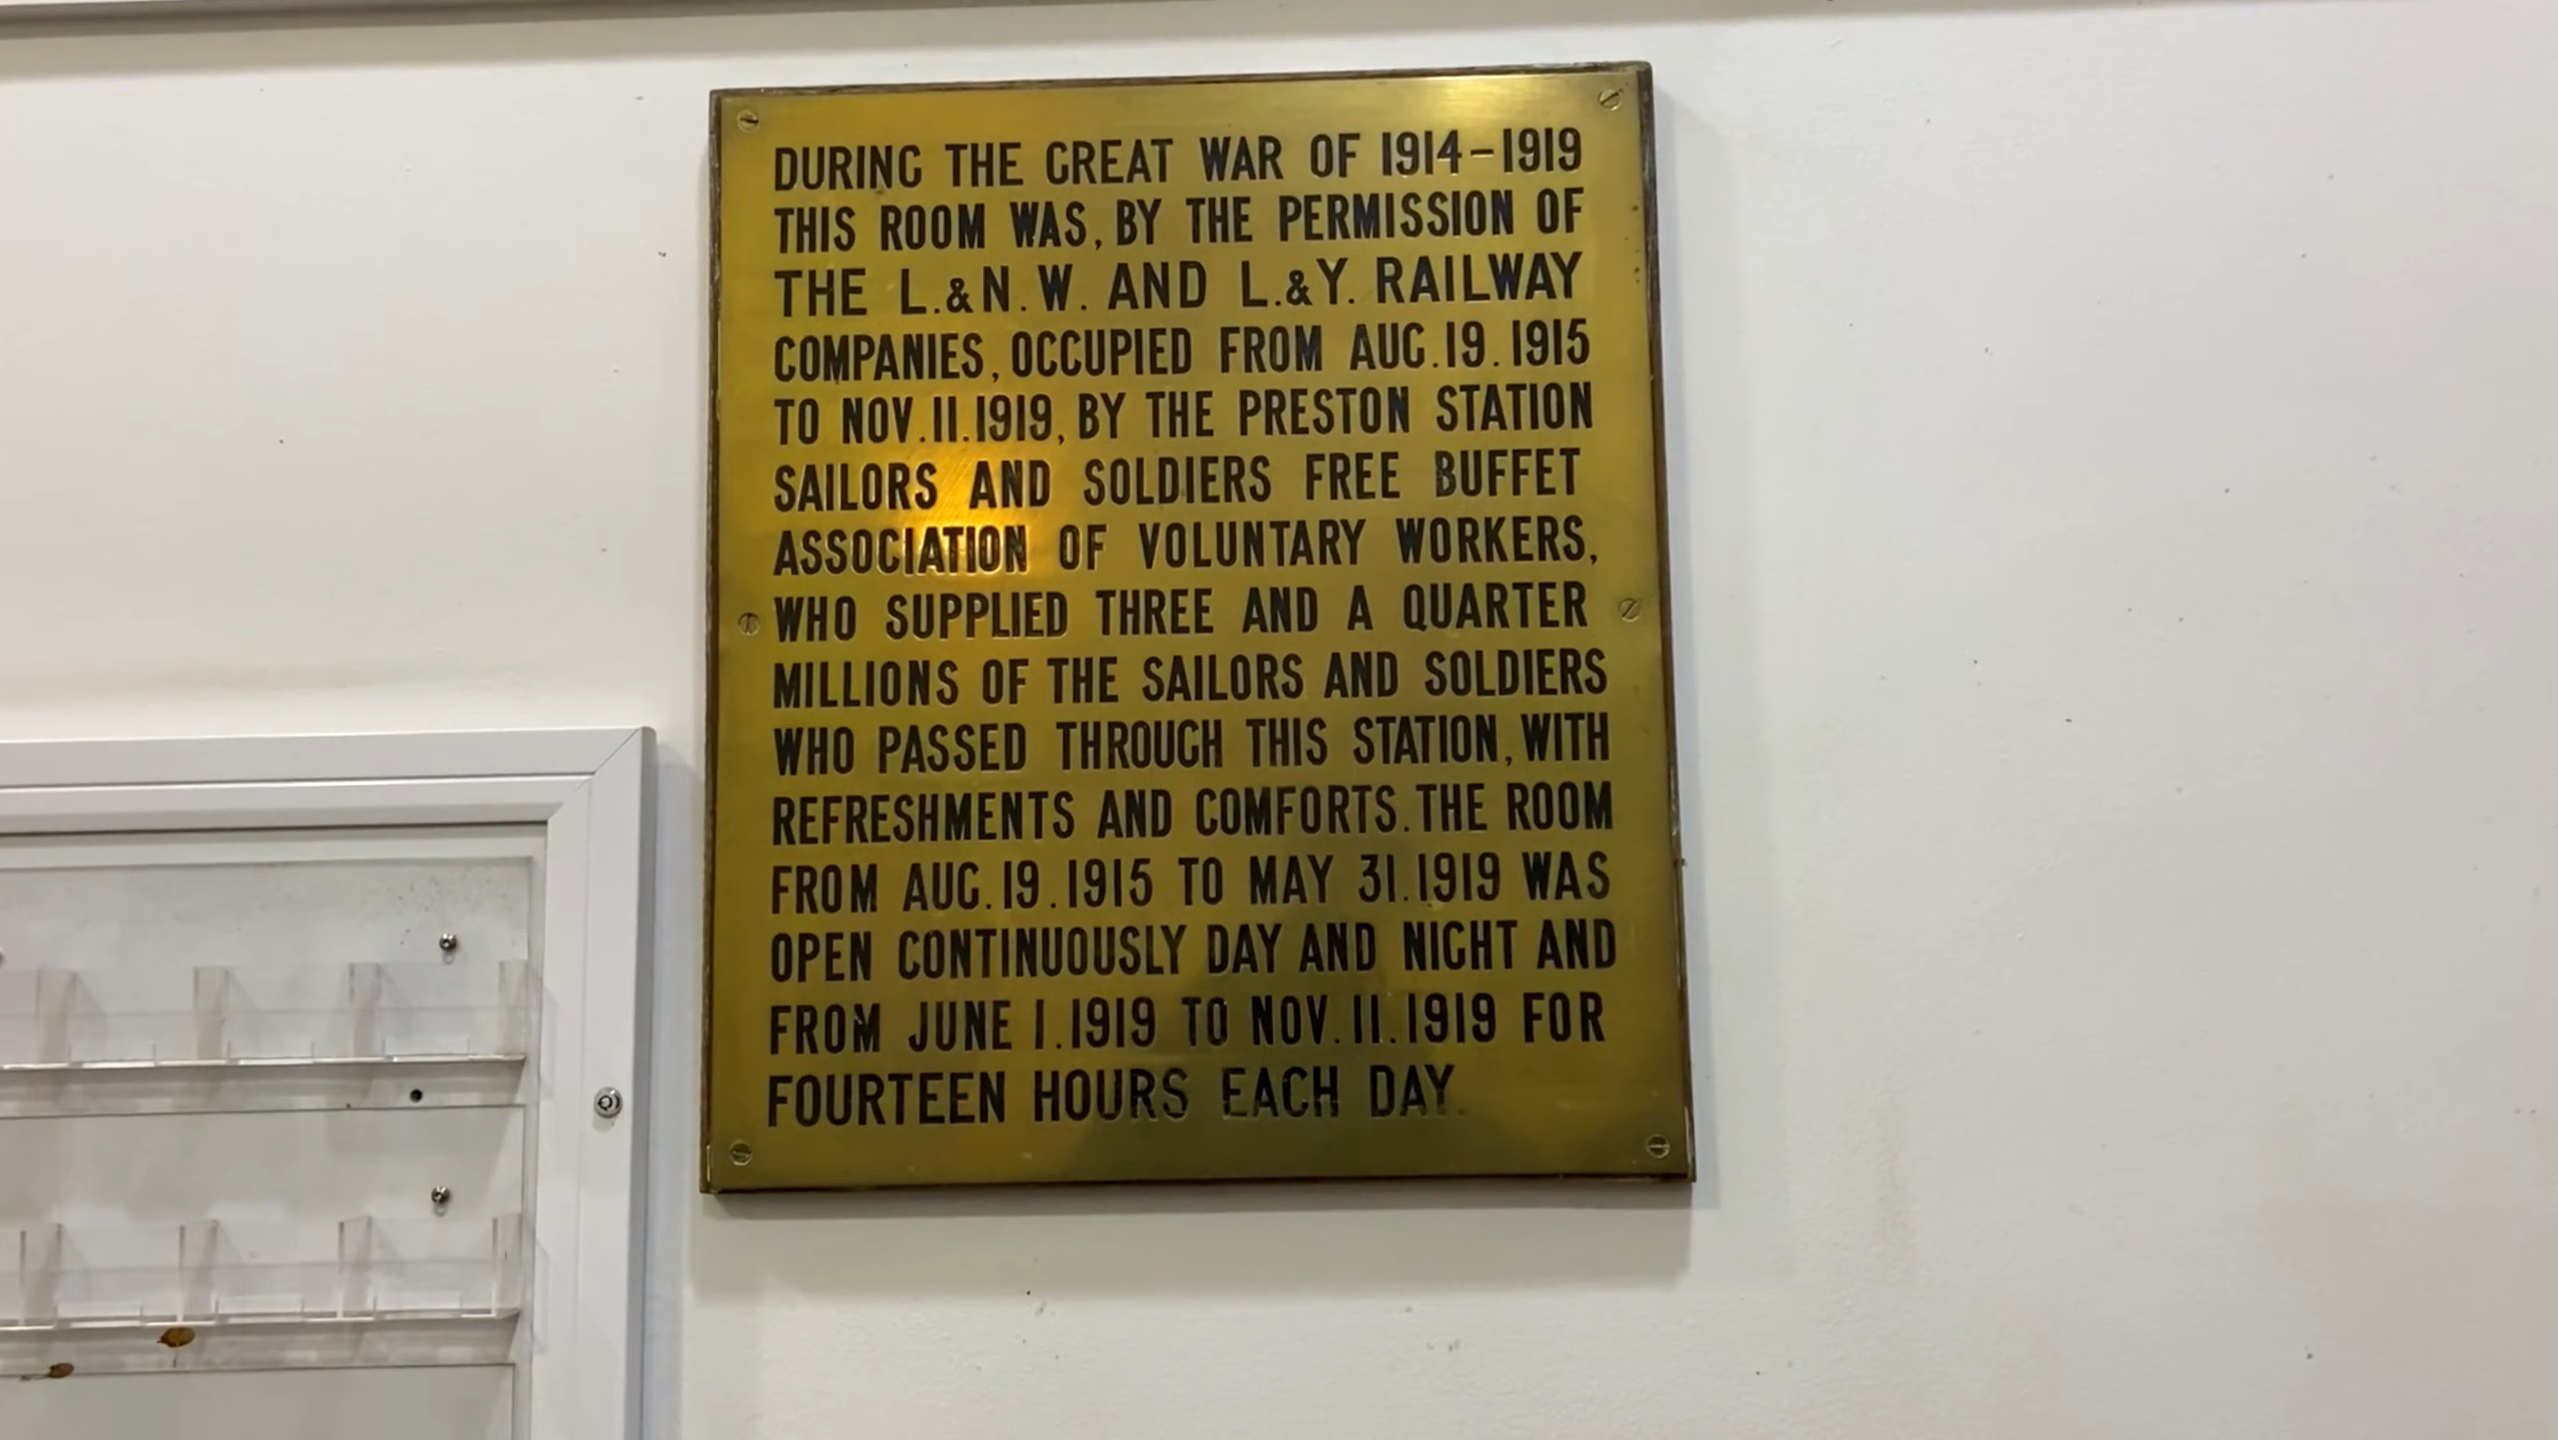 DURING THE GREAT WAR OF 1914-1919
THIS ROOM WAS, BY THE PERMISSION OF
THE L.&N.W. AND L.&Y. RAILWAY
COMPANIES, OCCUPIED FROM AUG.19.1915
TO NOV.11.1919, BY THE PRESTON STATION
SAILORS AND SOLDIERS FREE BUFFET
ASSOCIATION OF VOLUNTARY WORKERS,
WHO SUPPLIED THREE AND A QUARTER
MILLIONS OF THE SAILORS AND SOLDIERS
WHO PASSED THROUGH THIS STATION, WITH
REFRESHMENTS AND COMFORTS. THE ROOM
FROM AUG.19.1915 TO MAY 31.1919 WAS
OPEN CONTINUOUSLY DAY AND NIGHT AND
FROM JUNE 1.1919 TO NOV.11.1919 FOR
FOURTEEN HOURS EACH DAY.